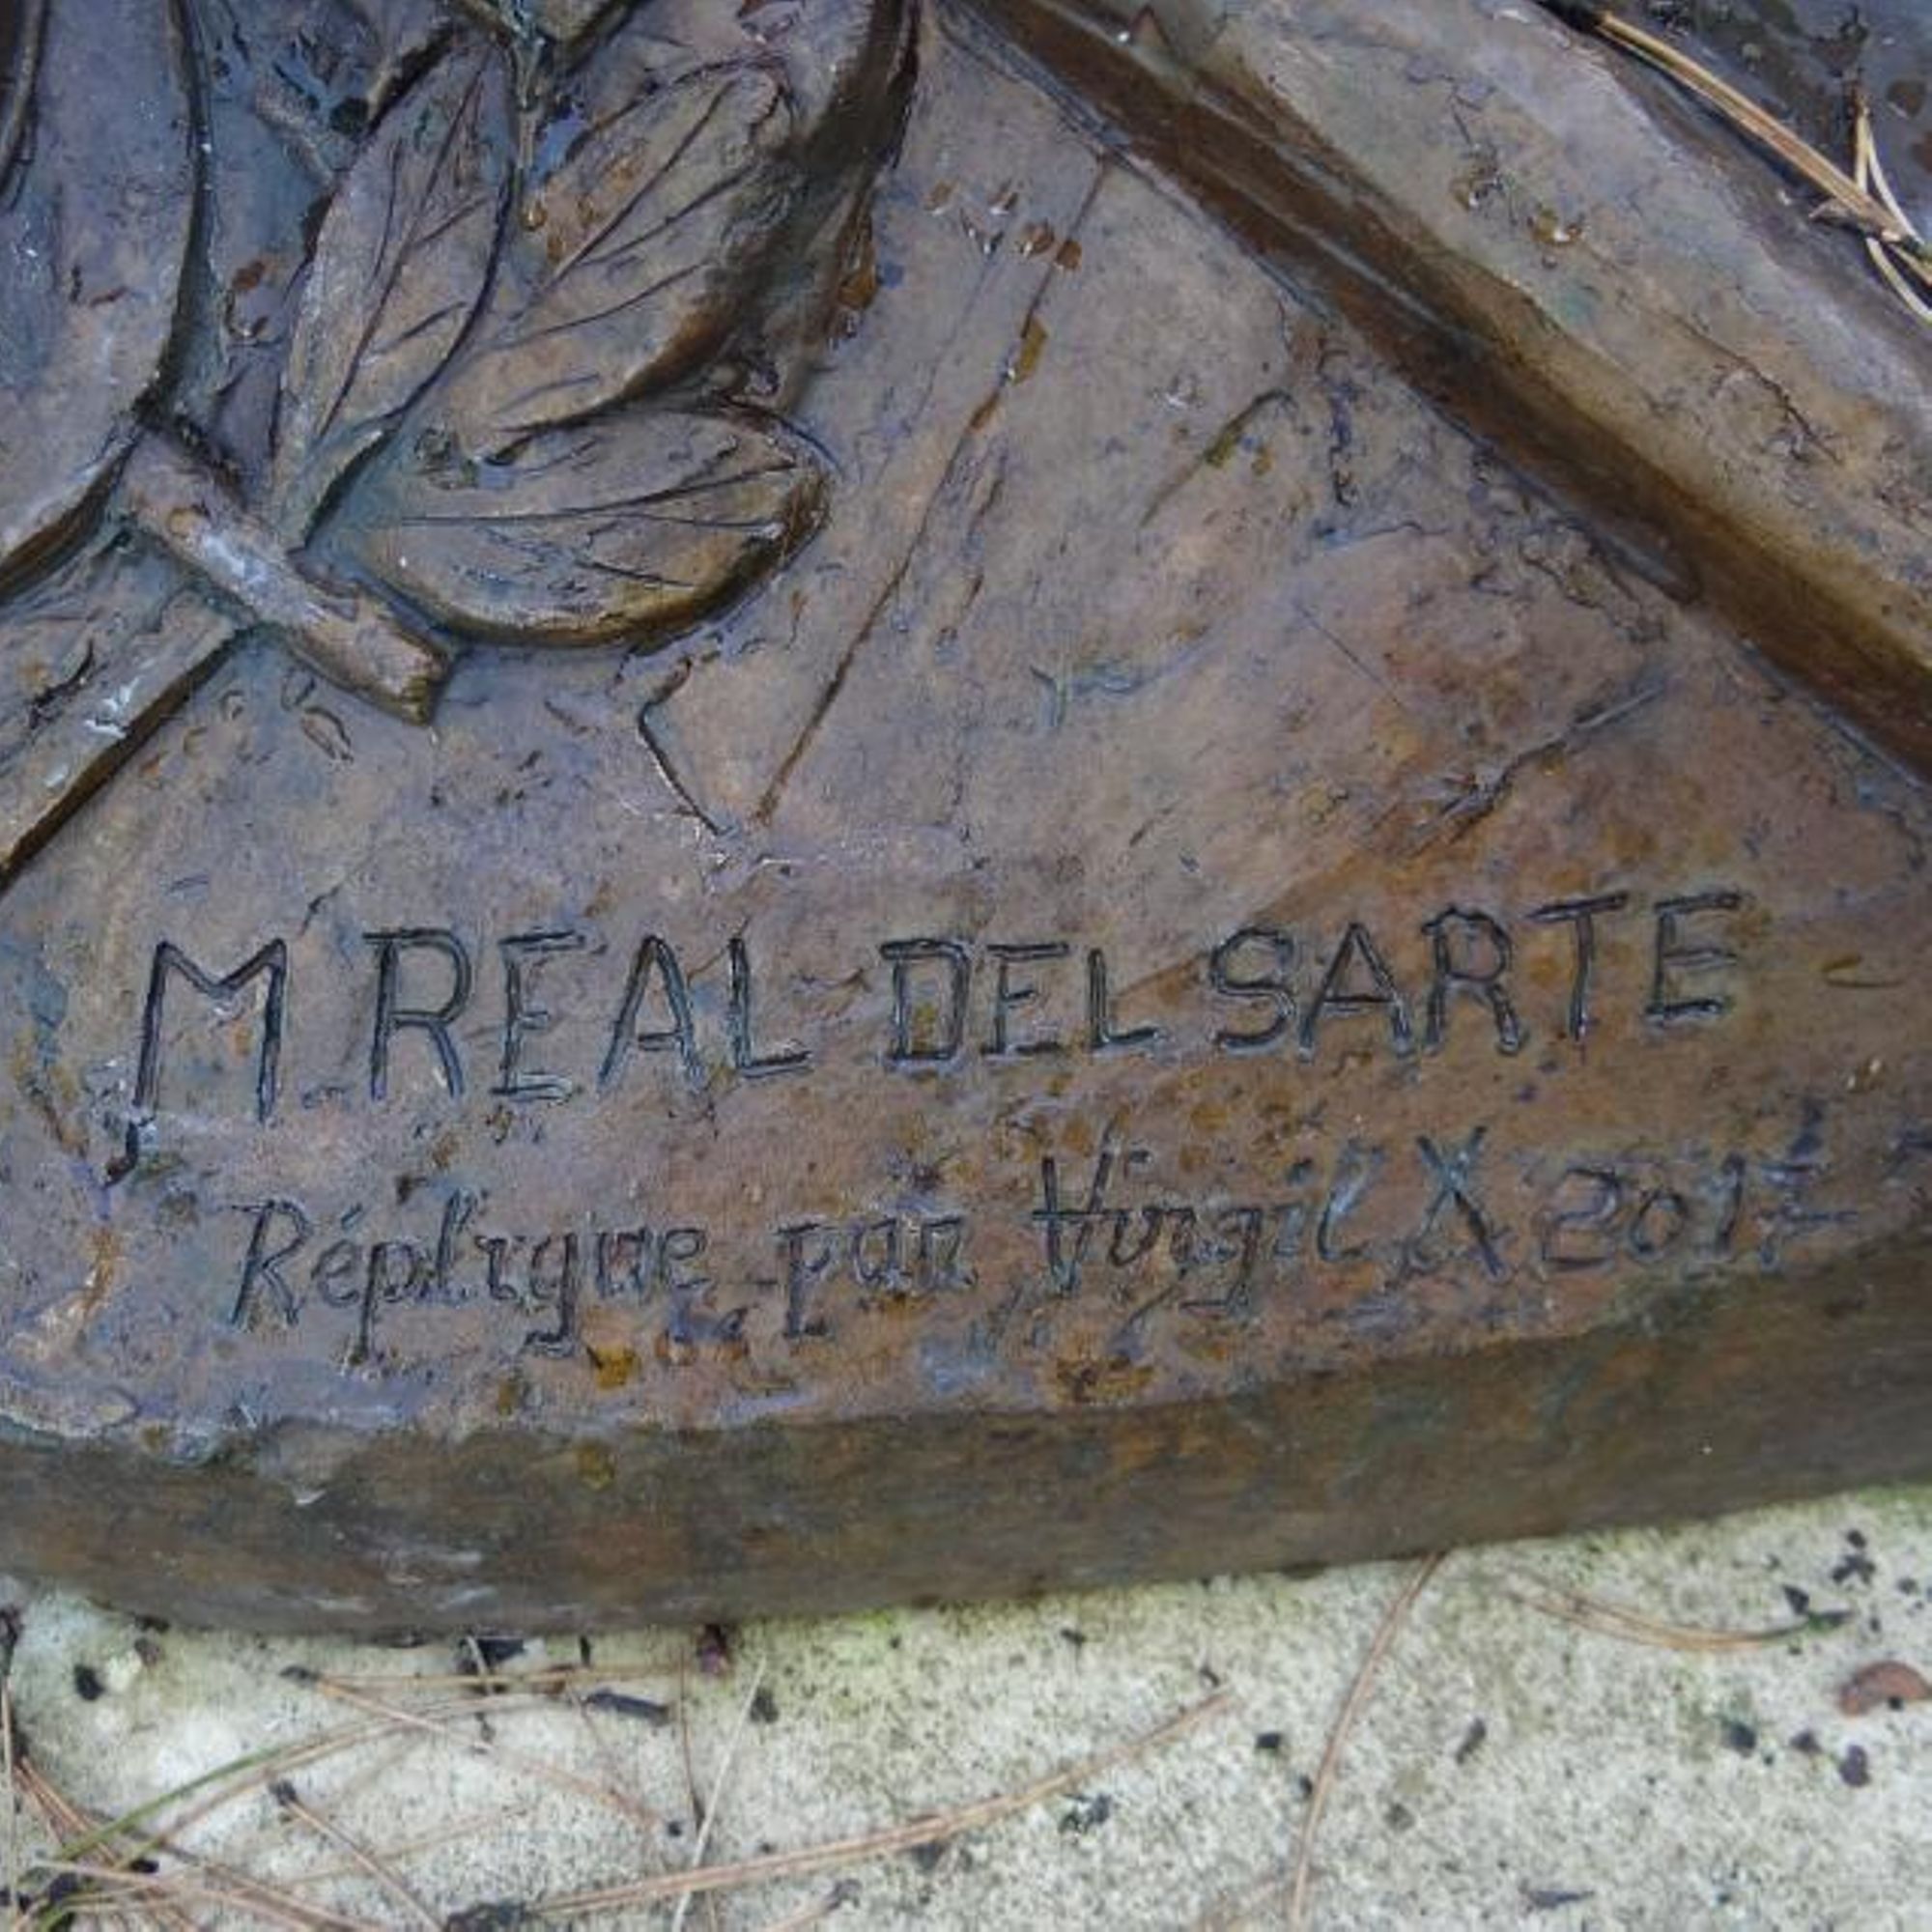 M. REAL DEL SARTE
Réplique par Virgil X 2017